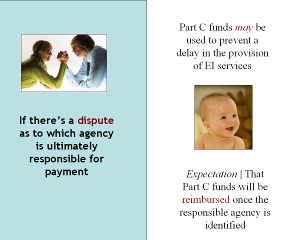 If there's a dispute
as to which agency
is ultimately
responsible for
payment
Part C funds may be
used to prevent a
delay in the provision
of EI services
Expectation | That
Part C funds will be
reimbursed once the
responsible agency is
identified